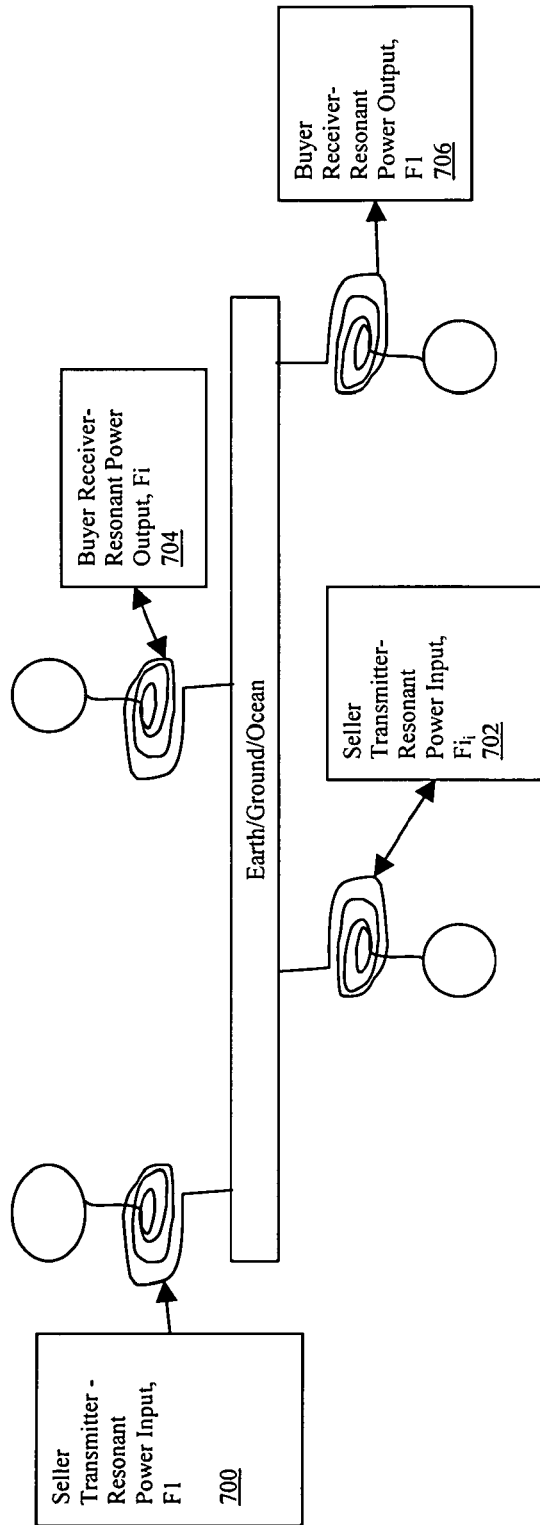 Seller
Transmitter -
Resonant
Power Input,
F1
700
Buyer Receiver-
Resonant Power
Output, Fi
704
Earth/Ground/Ocean
Seller
Transmitter-
Resonant
Power Input,
Fi_i
702
Buyer
Receiver-
Resonant
Power Output,
F1
706